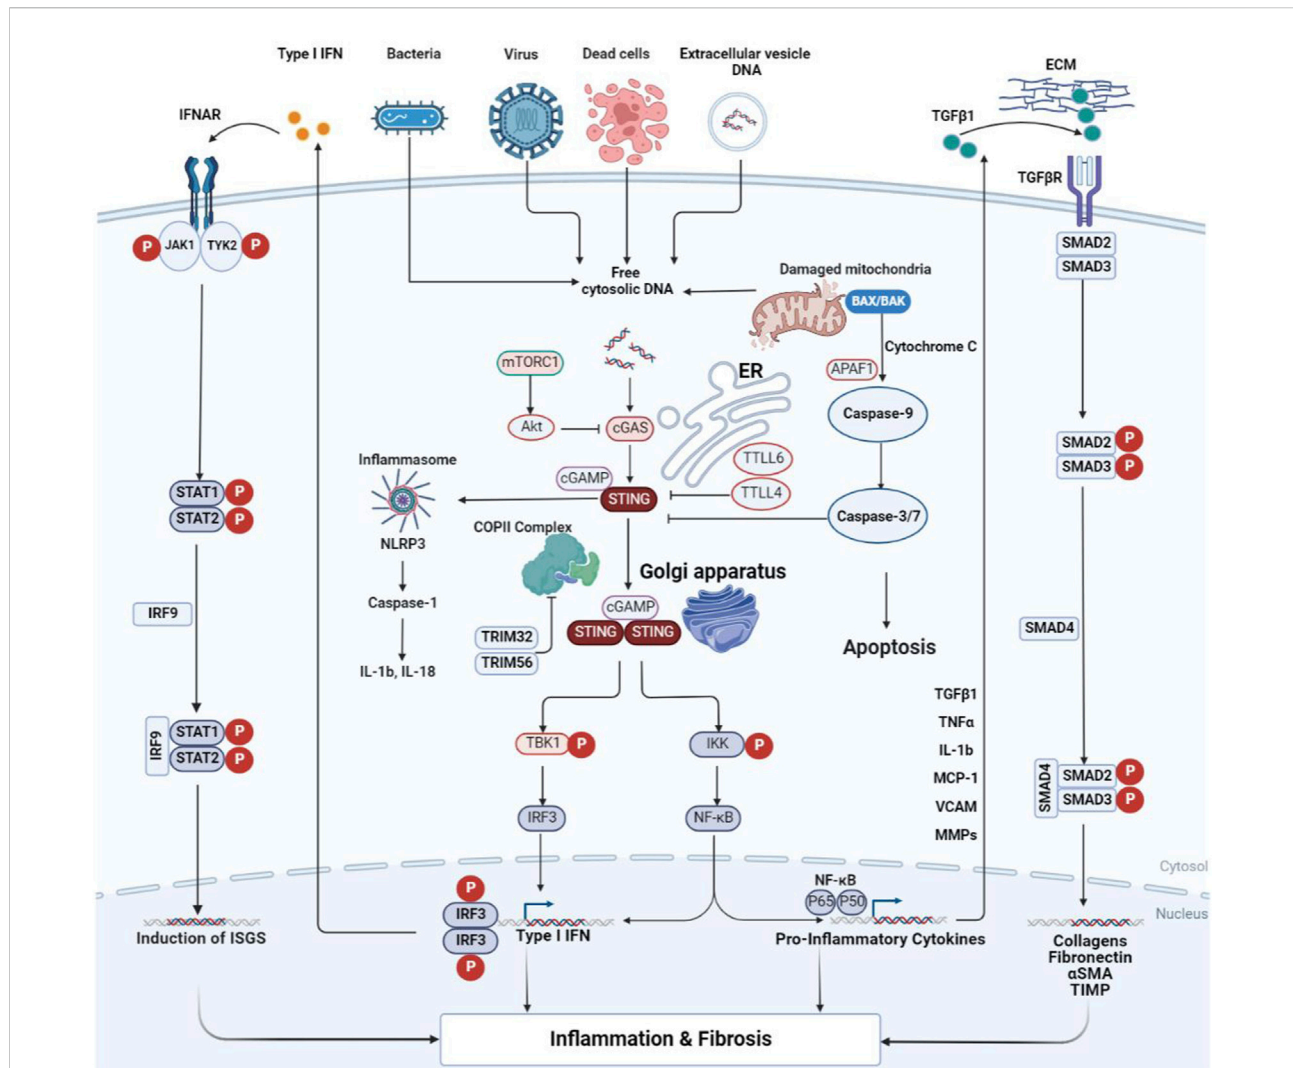 Type I IFN
Bacteria
Virus
Dead cells
Extracellular vesicle
DNA
ECM
IFNAR
TGFβ1
TGFβR
P
JAK1
TYK2
P
SMAD2
SMAD3
Free
cytosolic DNA
Damaged mitochondria
BAX/BAK
Cytochrome C
mTORC1
ER
APAF1
Akt
cGAS
Caspase-9
SMAD2
P
SMAD3
P
Inflammasome
cGAMP
TTLL6
STAT1
P
STAT2
P
STING
TTLL4
COPII Complex
Caspase-3/7
NLRP3
Golgi apparatus
Caspase-1
cGAMP
IRF9
TRIM32
TRIM56
STING
STING
SMAD4
Apoptosis
IL-1b, IL-18
TGFβ1
TNFα
IL-1b
MCP-1
VCAM
MMPs
IRF9
STAT1
P
STAT2
P
TBK1
P
IKK
P
SMAD4
SMAD2
P
SMAD3
P
IRF3
NF-κB
Cytosol
Nucleus
P
IRF3
IRF3
P
NF-κB
P65
P50
Induction of ISGS
Type I IFN
Pro-Inflammatory Cytokines
Collagens
Fibronectin
αSMA
TIMP
Inflammation & Fibrosis